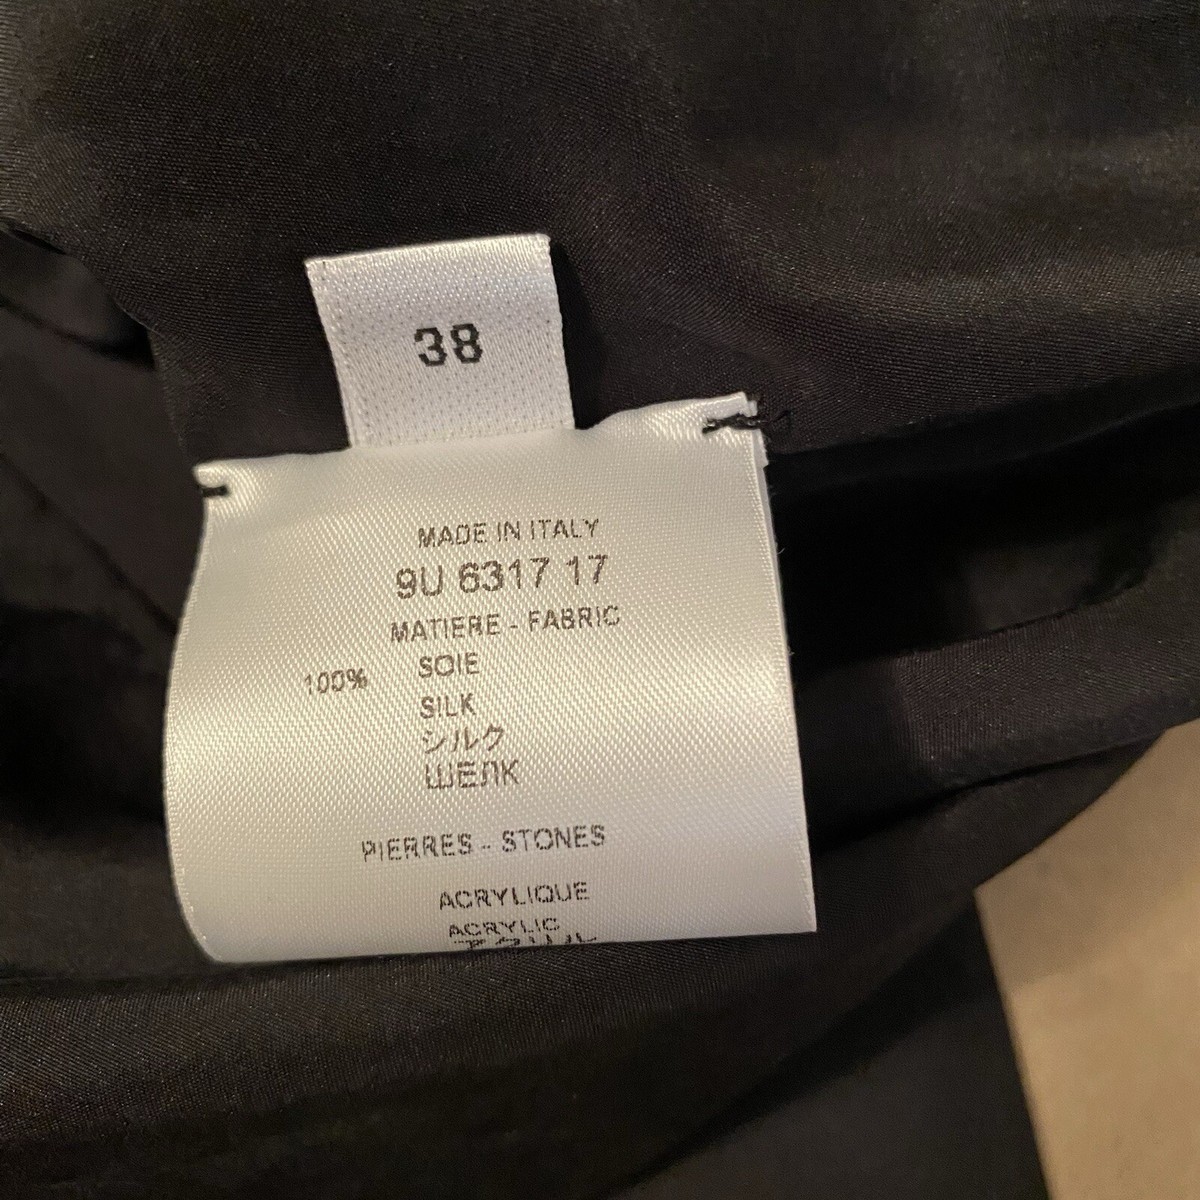 38
MADE IN ITALY
9U 6317 17
MATIERE - FABRIC
100% SOIE
SILK
シルク
ШЕЛК
PIERRES - STONES
ACRYLIQUE
ACRYLIC